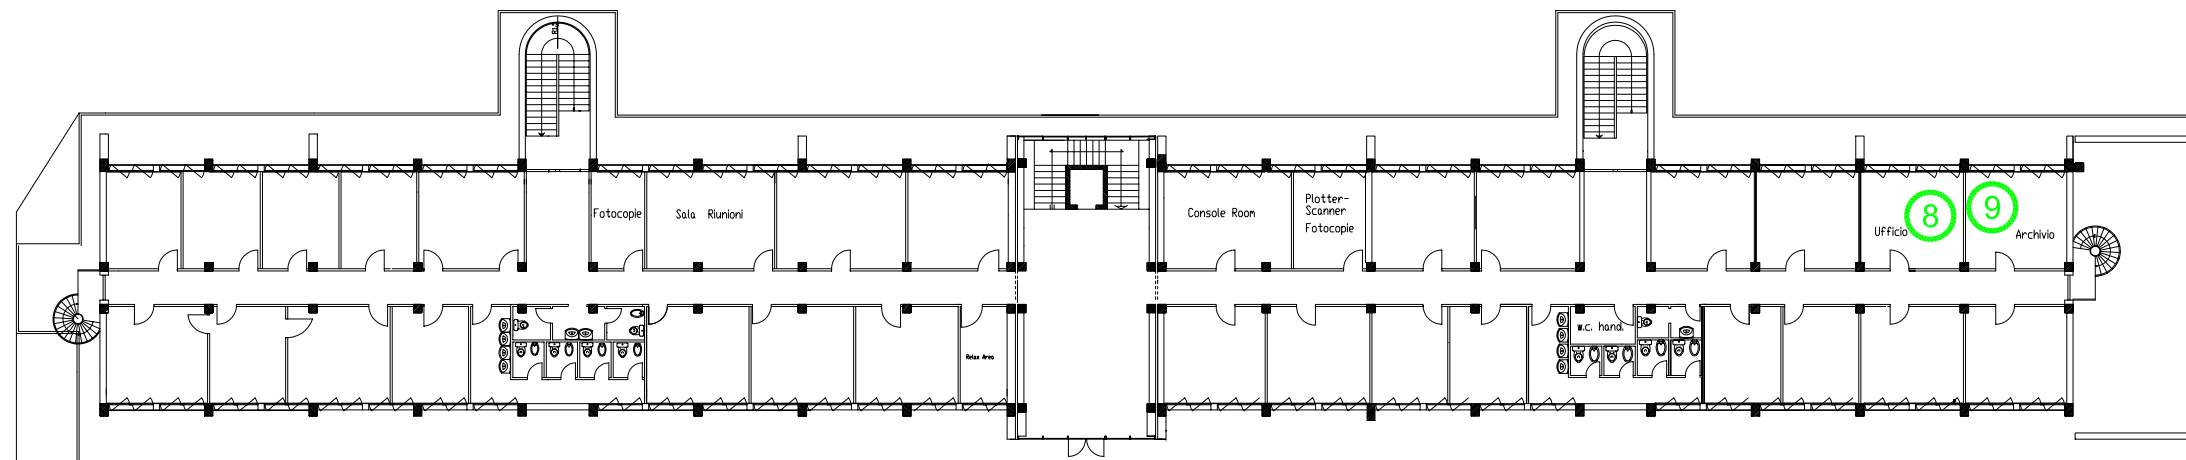 Fotocopie
Sala Riunioni
Console Room
Plotter-
Scanner
Fotocopie
Ufficio
8
9
Archivio
w.c. hand.
Relax Area